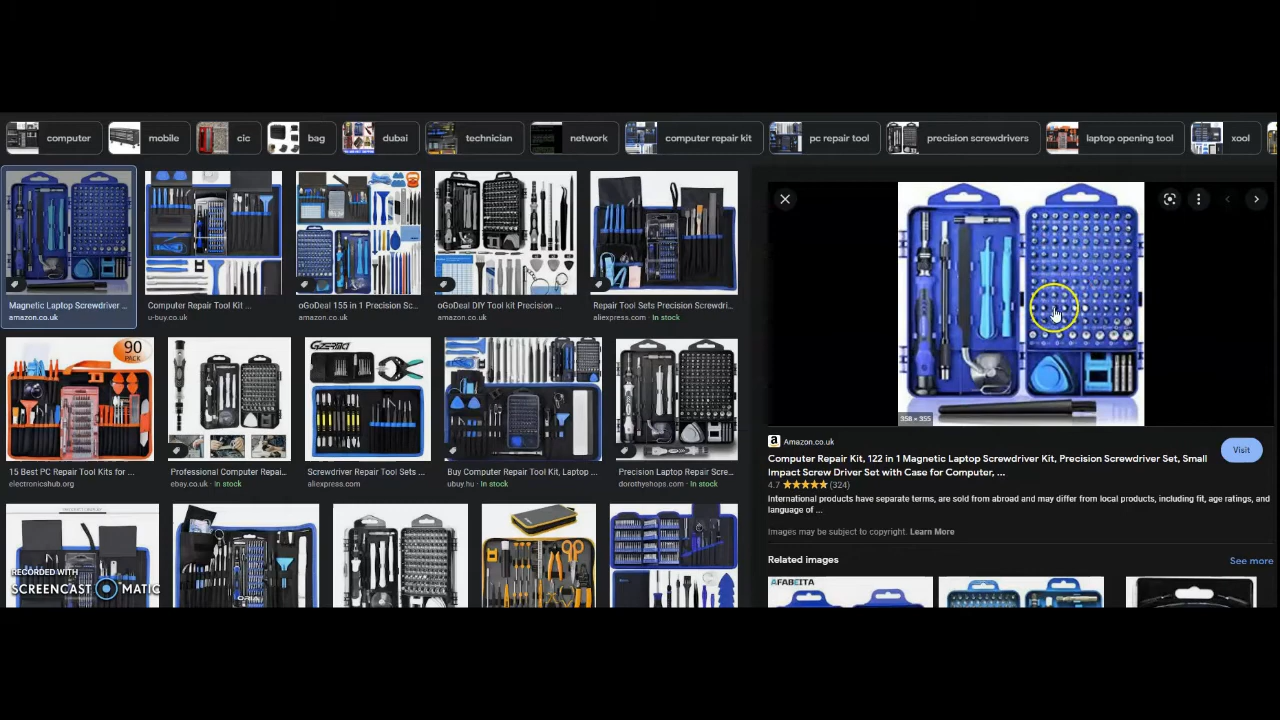 computer
mobile
cic
bag
dubai
technician
network
computer repair kit
pc repair tool
precision screwdrivers
laptop opening tool
xool
Magnetic Laptop Screwdriver ...
amazon.co.uk
Computer Repair Tool Kit ...
u-buy.co.uk
oGoDeal 155 in 1 Precision Sc...
amazon.co.uk
oGoDeal DIY Tool kit Precision ...
amazon.co.uk
Repair Tool Sets Precision Screwdri...
aliexpress.com · In stock
358 × 355
90
PACK
15 Best PC Repair Tool Kits for ...
electronicshub.org
Professional Computer Repai...
ebay.co.uk · In stock
Screwdriver Repair Tool Sets ...
aliexpress.com
Buy Computer Repair Tool Kit, Laptop ...
ubuy.hu · In stock
Precision Laptop Repair Scre...
dorothyshops.com · In stock
a Amazon.co.uk
Visit
Computer Repair Kit, 122 in 1 Magnetic Laptop Screwdriver Kit, Precision Screwdriver Set, Small
Impact Screw Driver Set with Case for Computer, ...
4.7 ★★★★★ (324)
International products have separate terms, are sold from abroad and may differ from local products, including fit, age ratings, and
language of ...
Images may be subject to copyright. Learn More
Related images
See more
AFABEITA
RECORDED WITH
SCREENCAST MATIC